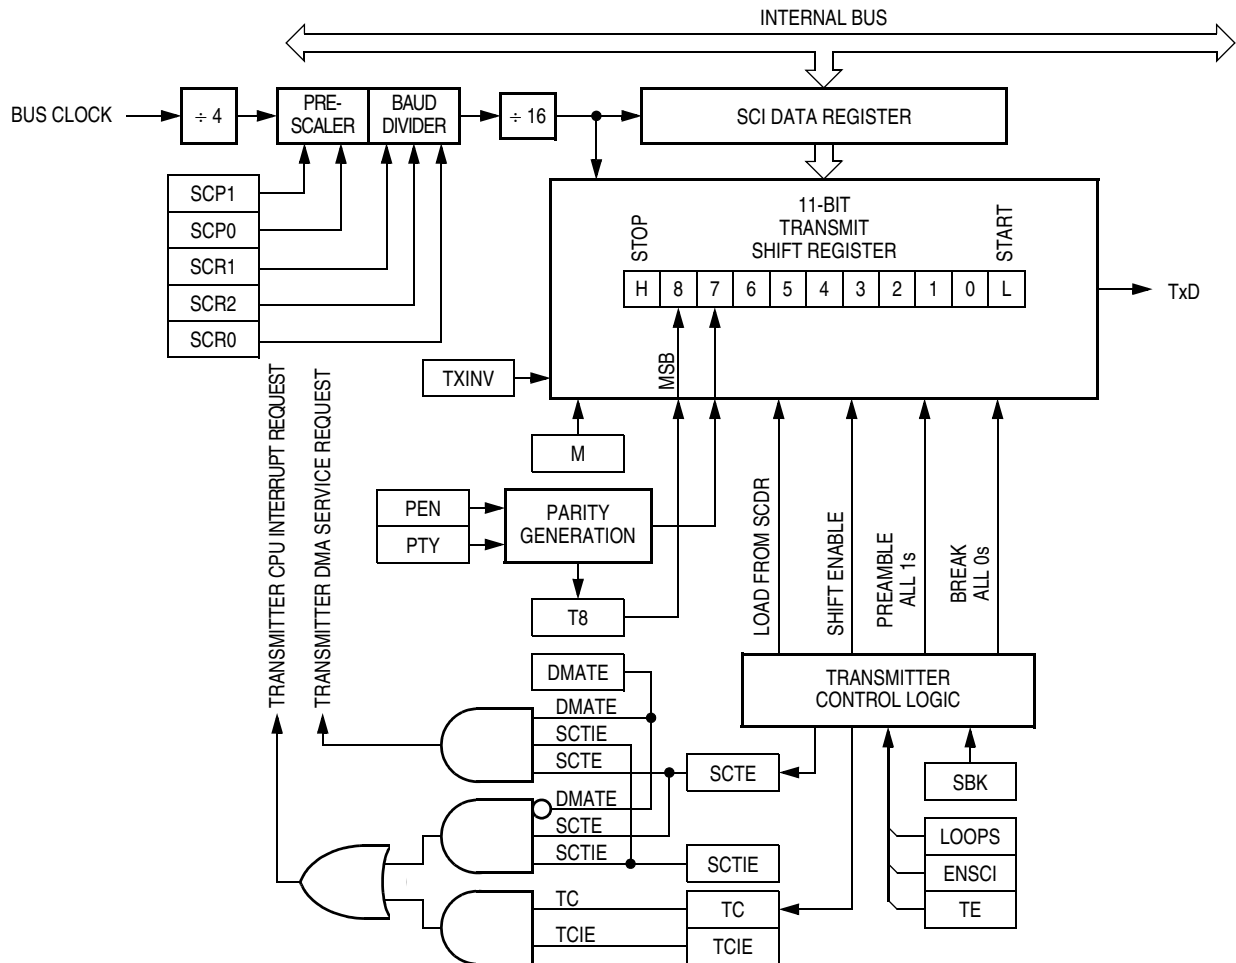 INTERNAL BUS
BUS CLOCK
÷ 4
PRE-
SCALER
BAUD
DIVIDER
÷ 16
SCI DATA REGISTER
SCP1
SCP0
SCR1
SCR2
SCR0
11-BIT
TRANSMIT
SHIFT REGISTER
STOP
START
H 8 7 6 5 4 3 2 1 0 L
TxD
MSB
TXINV
M
PEN
PTY
PARITY
GENERATION
T8
TRANSMITTER CPU INTERRUPT REQUEST
TRANSMITTER DMA SERVICE REQUEST
LOAD FROM SCDR
SHIFT ENABLE
PREAMBLE
ALL 1s
BREAK
ALL 0s
TRANSMITTER
CONTROL LOGIC
DMATE
DMATE
SCTIE
SCTE
SCTE
SBK
DMATE
SCTE
SCTIE
SCTIE
LOOPS
ENSCI
TE
TC
TC
TCIE
TCIE